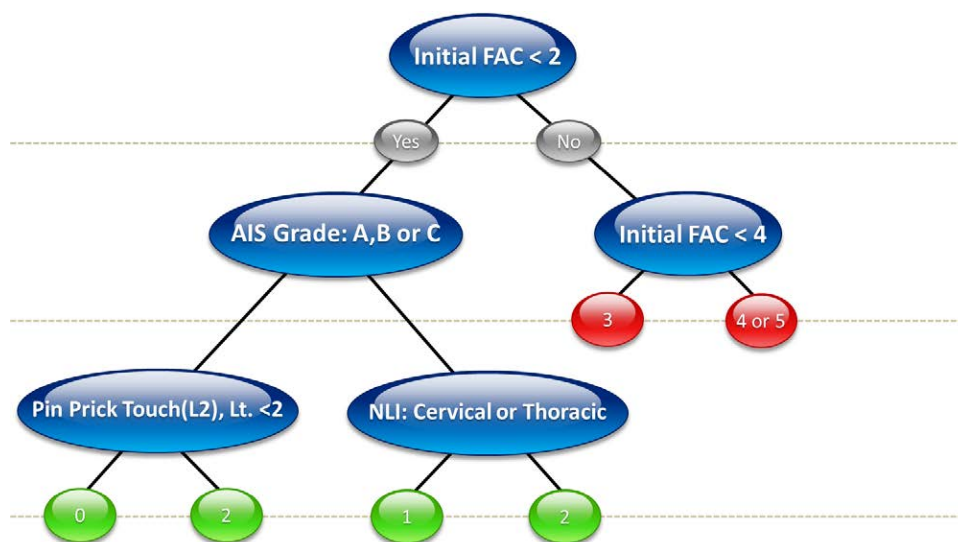 Initial FAC < 2
Yes
No
AIS Grade: A,B or C
Initial FAC < 4
3
4 or 5
Pin Prick Touch(L2), Lt. <2
NLI: Cervical or Thoracic
0
2
1
2